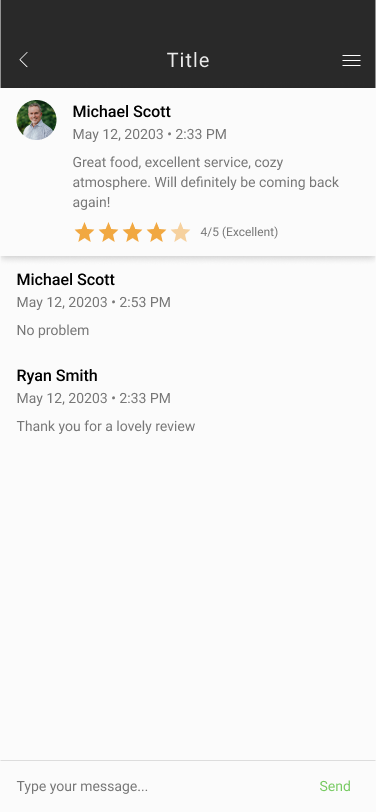 Title
Michael Scott
May 12, 20203 • 2:33 PM
Great food, excellent service, cozy
atmosphere. Will definitely be coming back
again!
4/5 (Excellent)
Michael Scott
May 12, 20203 • 2:53 PM
No problem
Ryan Smith
May 12, 20203 • 2:33 PM
Thank you for a lovely review
Type your message... Send